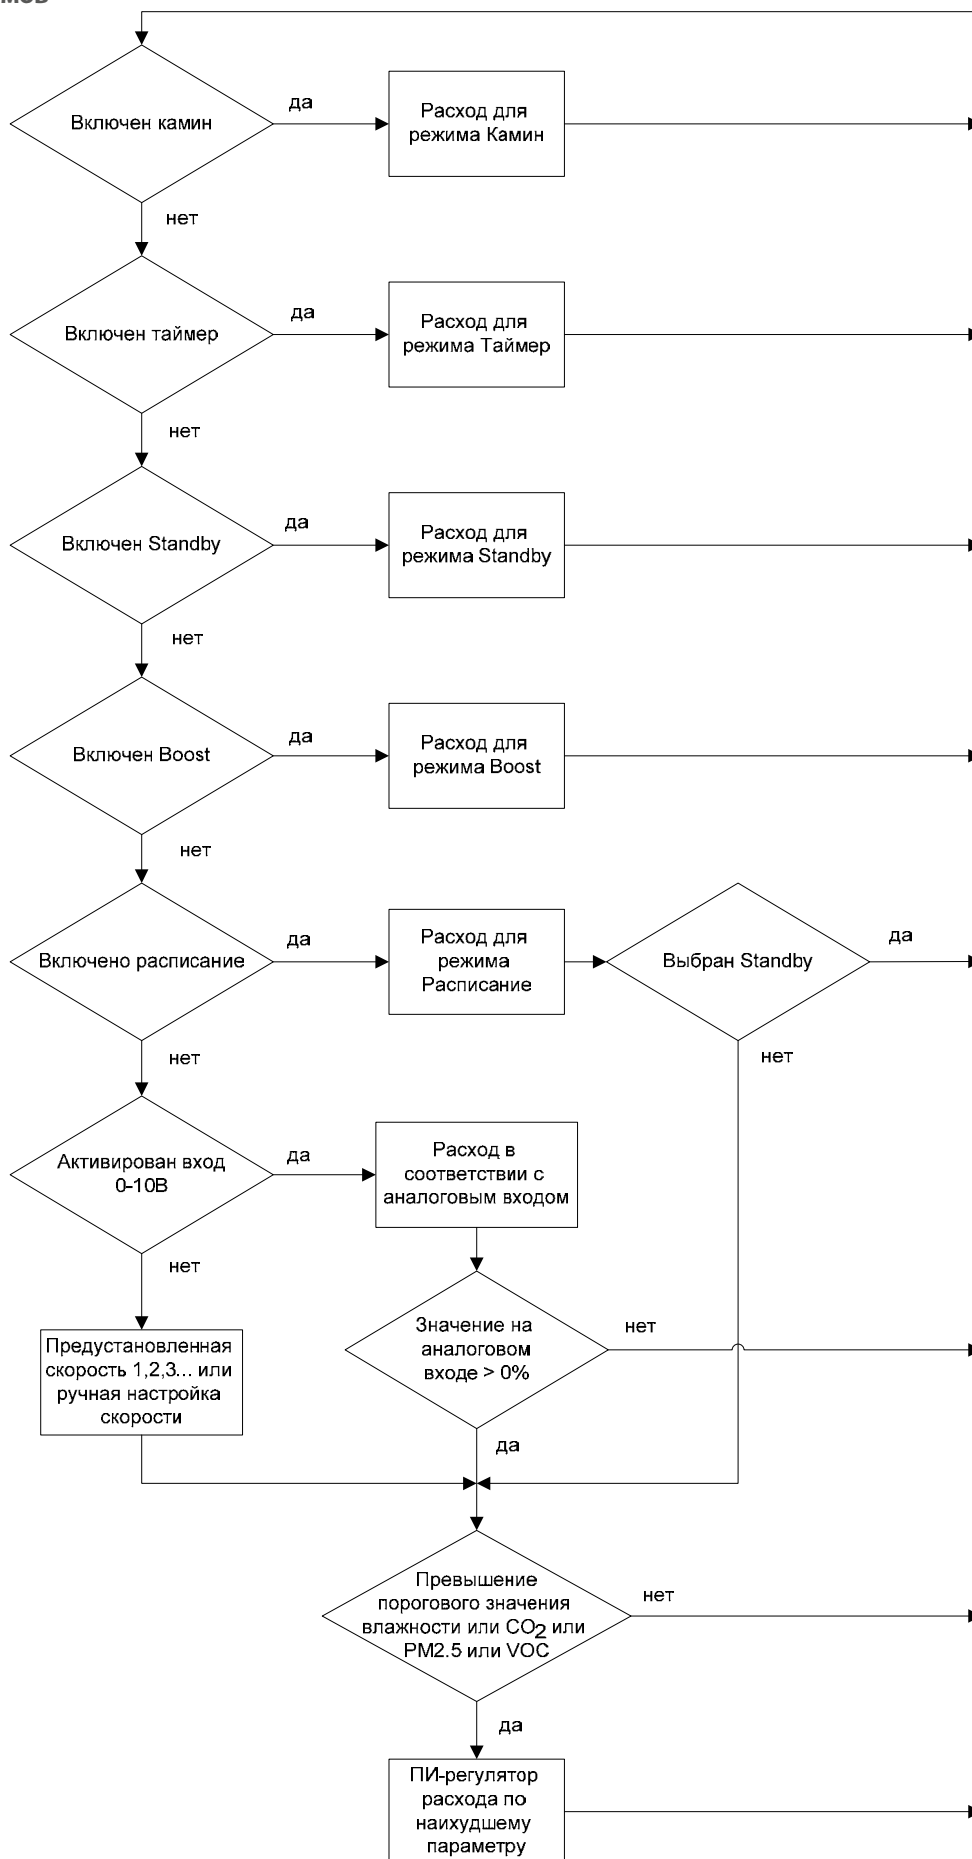 Включен камин
да
Расход для
режима Камин
нет
Включен таймер
да
Расход для
режима Таймер
нет
Включен Standby
да
Расход для
режима Standby
нет
Включен Boost
да
Расход для
режима Boost
нет
Включено расписание
да
Расход для
режима
Расписание
Выбран Standby
да
нет
нет
Активирован вход
0-10В
да
Расход в
соответствии с
аналоговым входом
нет
Значение на
аналоговом
входе > 0%
нет
Предустановленная
скорость 1,2,3... или
ручная настройка
скорости
да
Превышение
порогового значения
влажности или CO2 или
PM2.5 или VOC
нет
да
ПИ-регулятор
расхода по
наихудшему
параметру